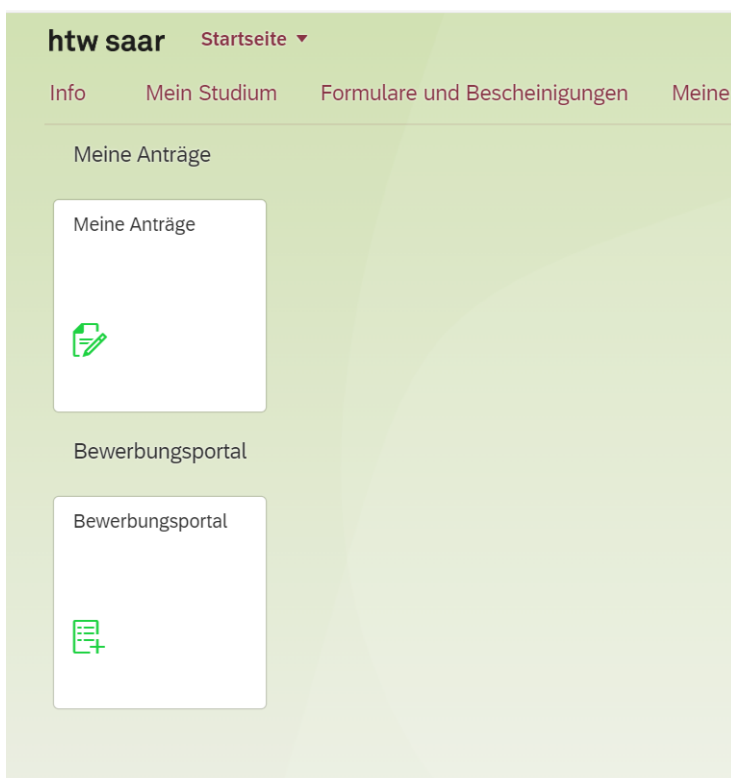 htw saar Startseite
Info Mein Studium Formulare und Bescheinigungen Meine
Meine Anträge
Meine Anträge
Bewerbungsportal
Bewerbungsportal